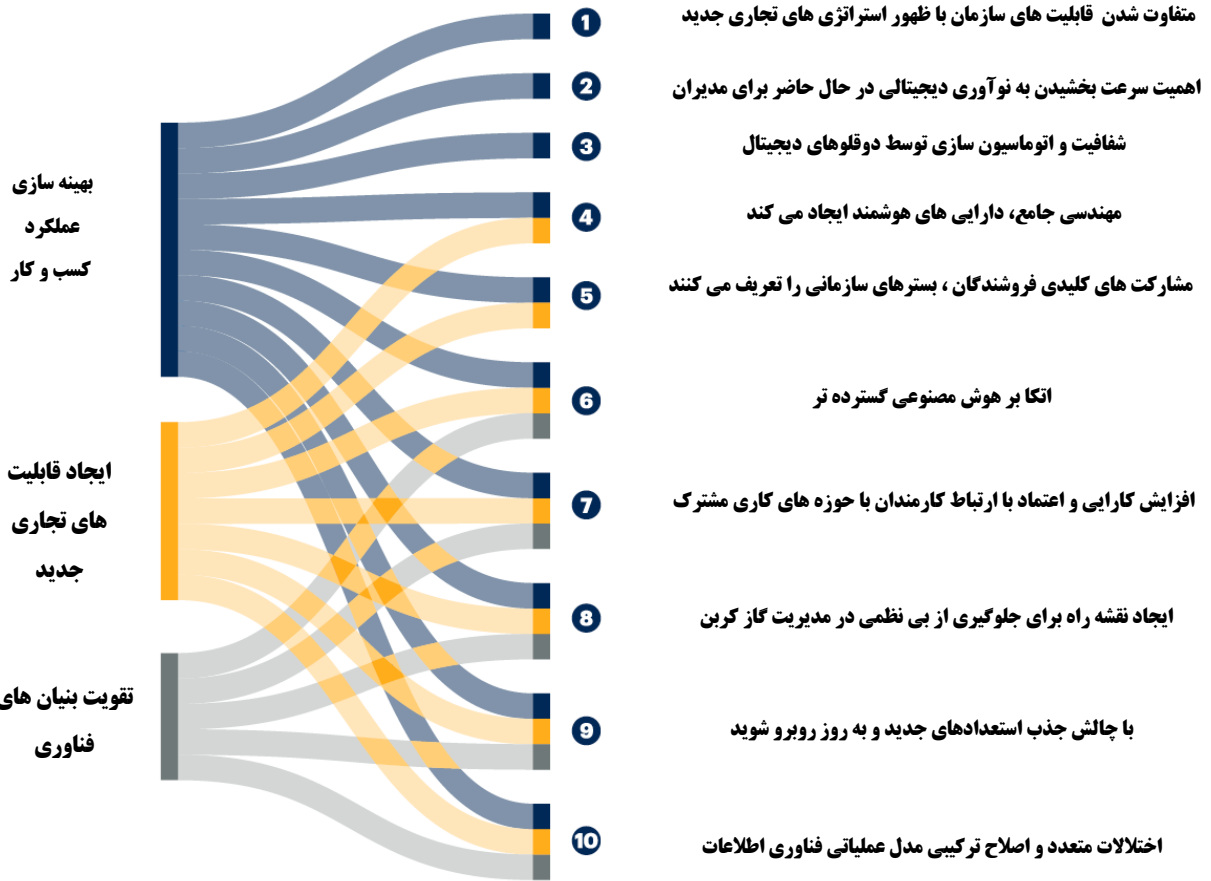 متفاوت شدن قابلیت های سازمان با ظهور استراتژی های تجاری جدید
1
اهمیت سرعت بخشیدن به نوآوری دیجیتالی در حال حاضر برای مدیران
2
شفافیت و اتوماسیون سازی توسط دوقلوهای دیجیتال
3
مهندسی جامع، دارایی های هوشمند ایجاد می کند
4
مشارکت های کلیدی فروشندگان ، بسترهای سازمانی را تعریف می کنند
5
اتکا بر هوش مصنوعی گسترده تر
6
افزایش کارایی و اعتماد با ارتباط کارمندان با حوزه های کاری مشترک
7
ایجاد نقشه راه برای جلوگیری از بی نظمی در مدیریت گاز کربن
8
با چالش جذب استعدادهای جدید و به روز روبرو شوید
9
اختلالات متعدد و اصلاح ترکیبی مدل عملیاتی فناوری اطلاعات
10
بهینه سازی
عملکرد
کسب و کار
ایجاد قابلیت
های تجاری
جدید
تقویت بنیان های
فناوری